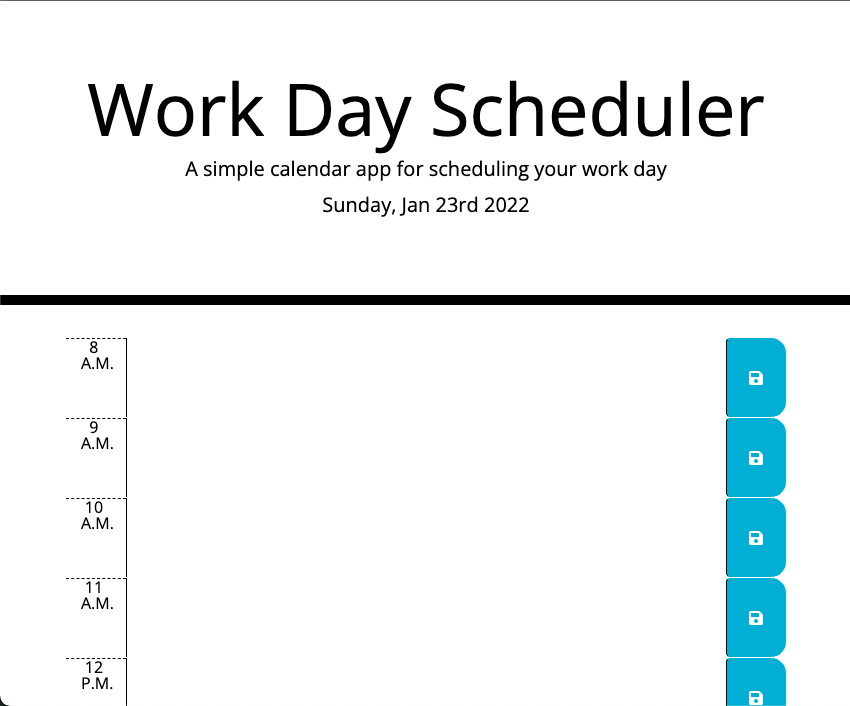 Work Day Scheduler
A simple calendar app for scheduling your work day
Sunday, Jan 23rd 2022
8
A.M.
9
A.M.
10
A.M.
11
A.M.
12
P.M.